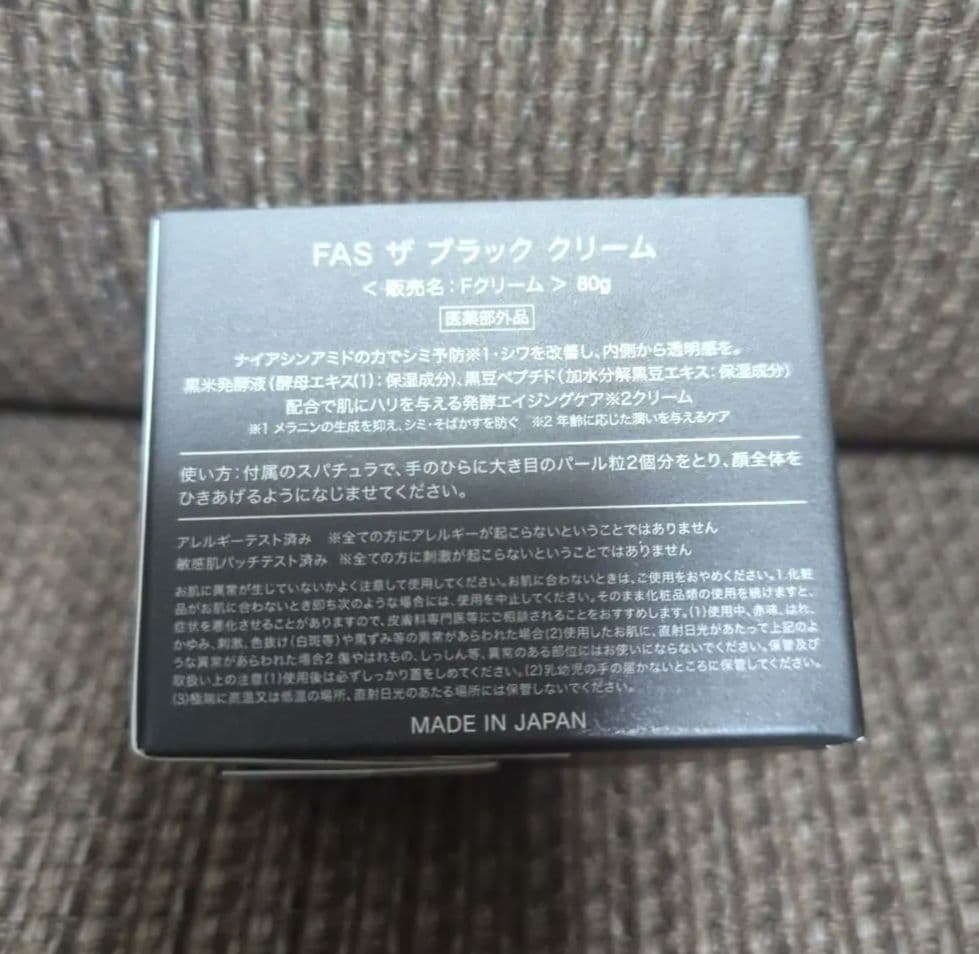 FAS ザ ブラック クリーム
< 販売名:Fクリーム > 80g
医薬部外品
ナイアシンアミドの力でシミ予防※1・シワを改善し、内側から透明感を。
黒米発酵液(酵母エキス(1):保湿成分)、黒豆ペプチド(加水分解黒豆エキス:保湿成分)
配合で肌にハリを与える発酵エイジングケア※2クリーム
※1 メラニンの生成を抑え、シミ・そばかすを防ぐ ※2 年齢に応じた潤いを与えるケア
使い方:付属のスパチュラで、手のひらに大き目のパール粒2個分をとり、顔全体を
ひきあげるようになじませてください。
アレルギーテスト済み ※全ての方にアレルギーが起こらないということではありません
敏感肌パッチテスト済み ※全ての方に刺激が起こらないということではありません
お肌に異常が生じていないかよく注意して使用してください。お肌に合わないときは、ご使用をおやめください。1.化粧
品がお肌に合わないとき即ち次のような場合には、使用を中止してください。そのまま化粧品類の使用を続けますと、
症状を悪化させることがありますので、皮膚科専門医等にご相談されることをおすすめします。(1)使用中、赤味、はれ、
かゆみ、刺激、色抜け(白斑等)や黒ずみ等の異常があらわれた場合(2)使用したお肌に、直射日光があたって上記のよ
うな異常があらわれた場合2 傷やはれもの、しっしん等、異常のある部位にはお使いにならないでください。保管及び
取扱い上の注意(1)使用後は必ずしっかり蓋をしめてください。(2)乳幼児の手の届かないところに保管してください。
(3)極端に高温又は低温の場所、直射日光のあたる場所には保管しないでください。
MADE IN JAPAN